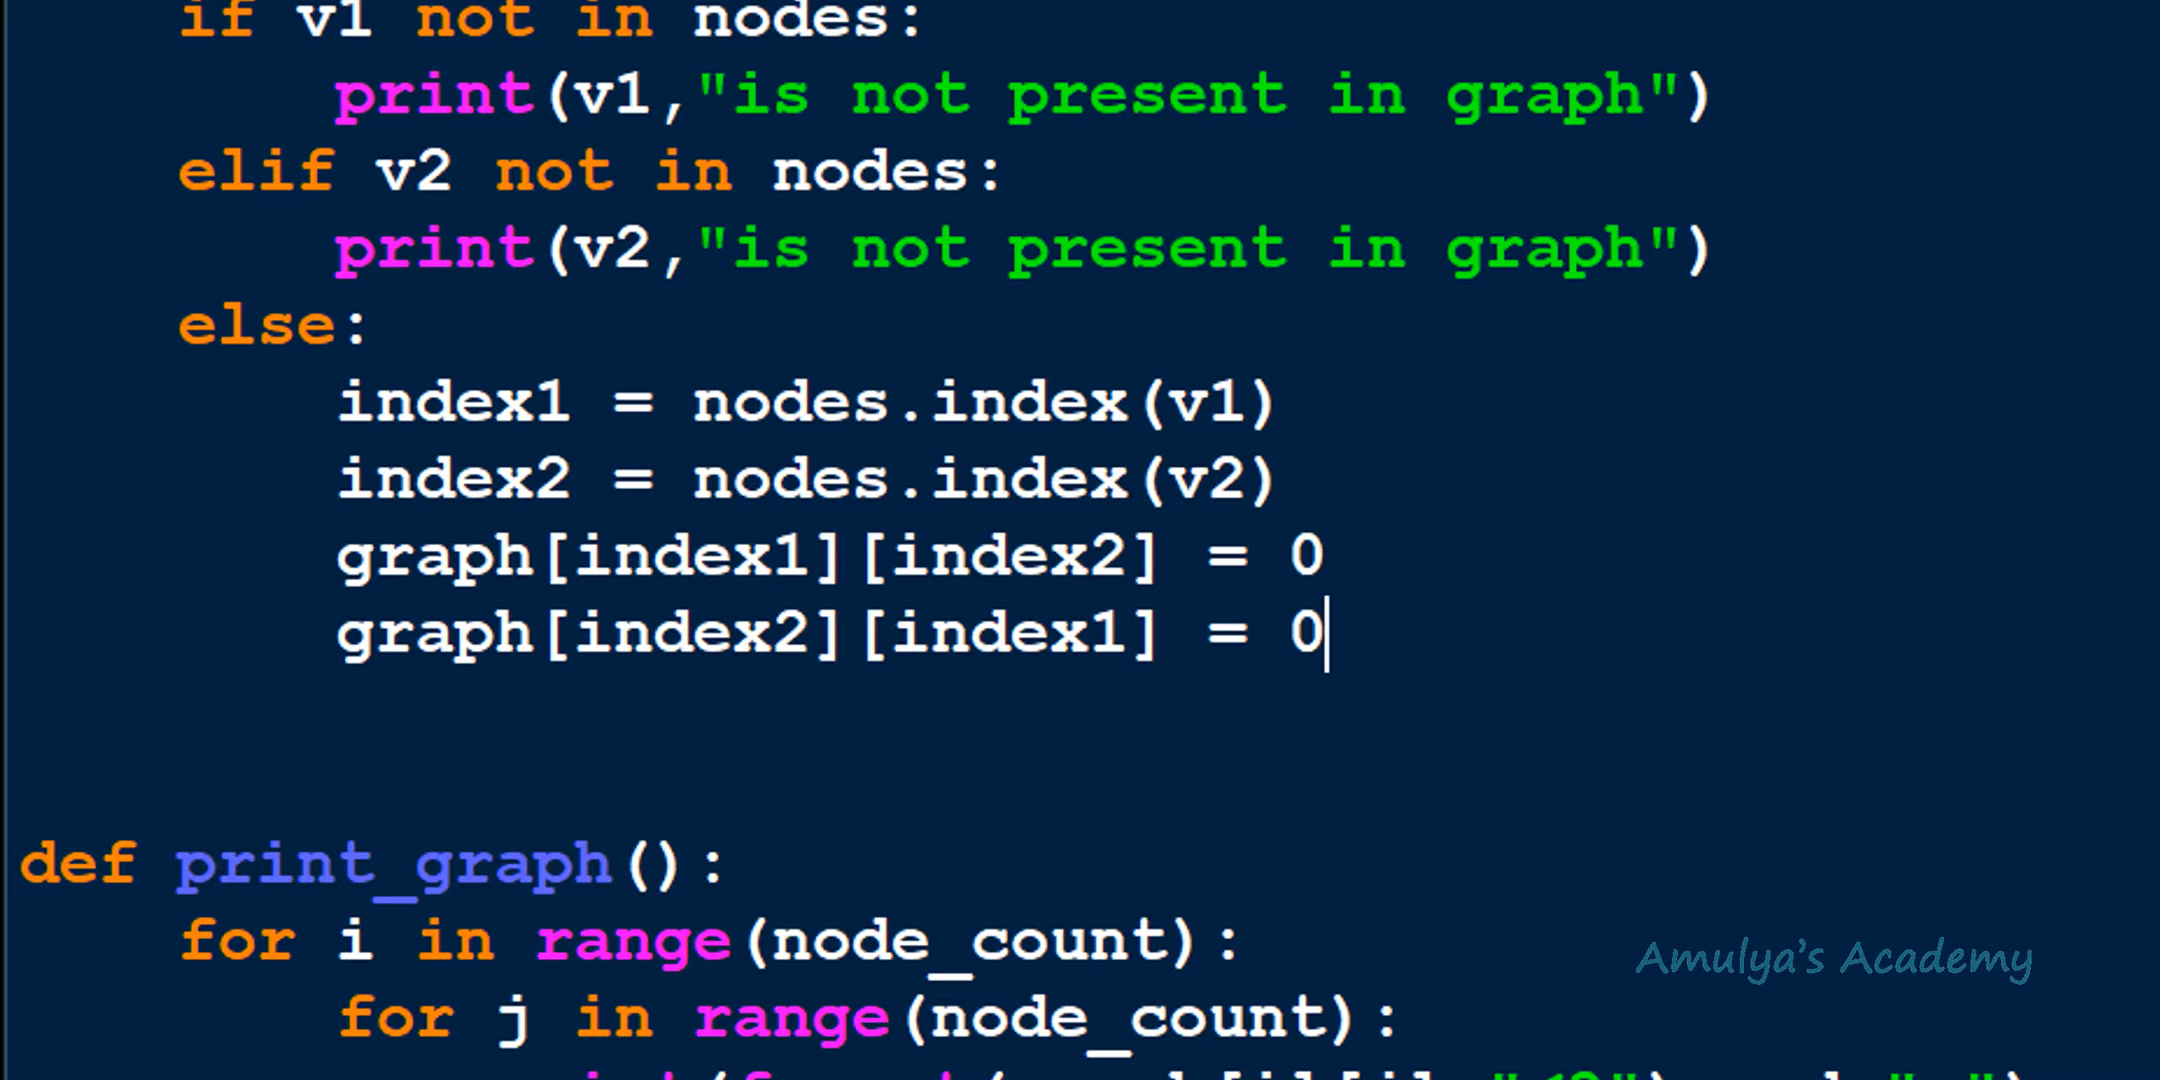 if v1 not in nodes:
print(v1,"is not present in graph")
elif v2 not in nodes:
print(v2,"is not present in graph")
else:
index1 = nodes.index(v1)
index2 = nodes.index(v2)
graph[index1][index2] = 0
graph[index2][index1] = 0
def print_graph():
for i in range(node_count):
Amulya's Academy
for j in range(node_count):